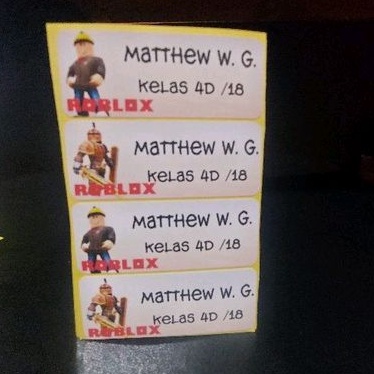 Matthew W. G.
Kelas 4D /18
ROBLOX
Matthew W. G.
Kelas 4D /18
ROBLOX
Matthew W. G.
Kelas 4D /18
ROBLOX
Matthew W. G.
Kelas 4D /18
ROBLOX